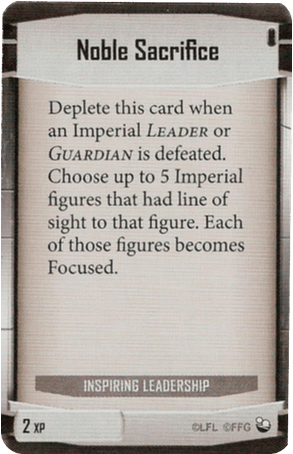 Noble Sacrifice
Deplete this card when
an Imperial LEADER or
GUARDIAN is defeated.
Choose up to 5 Imperial
figures that had line of
sight to that figure. Each
of those figures becomes
Focused.
INSPIRING LEADERSHIP
2 XP
©LFL ©FFG